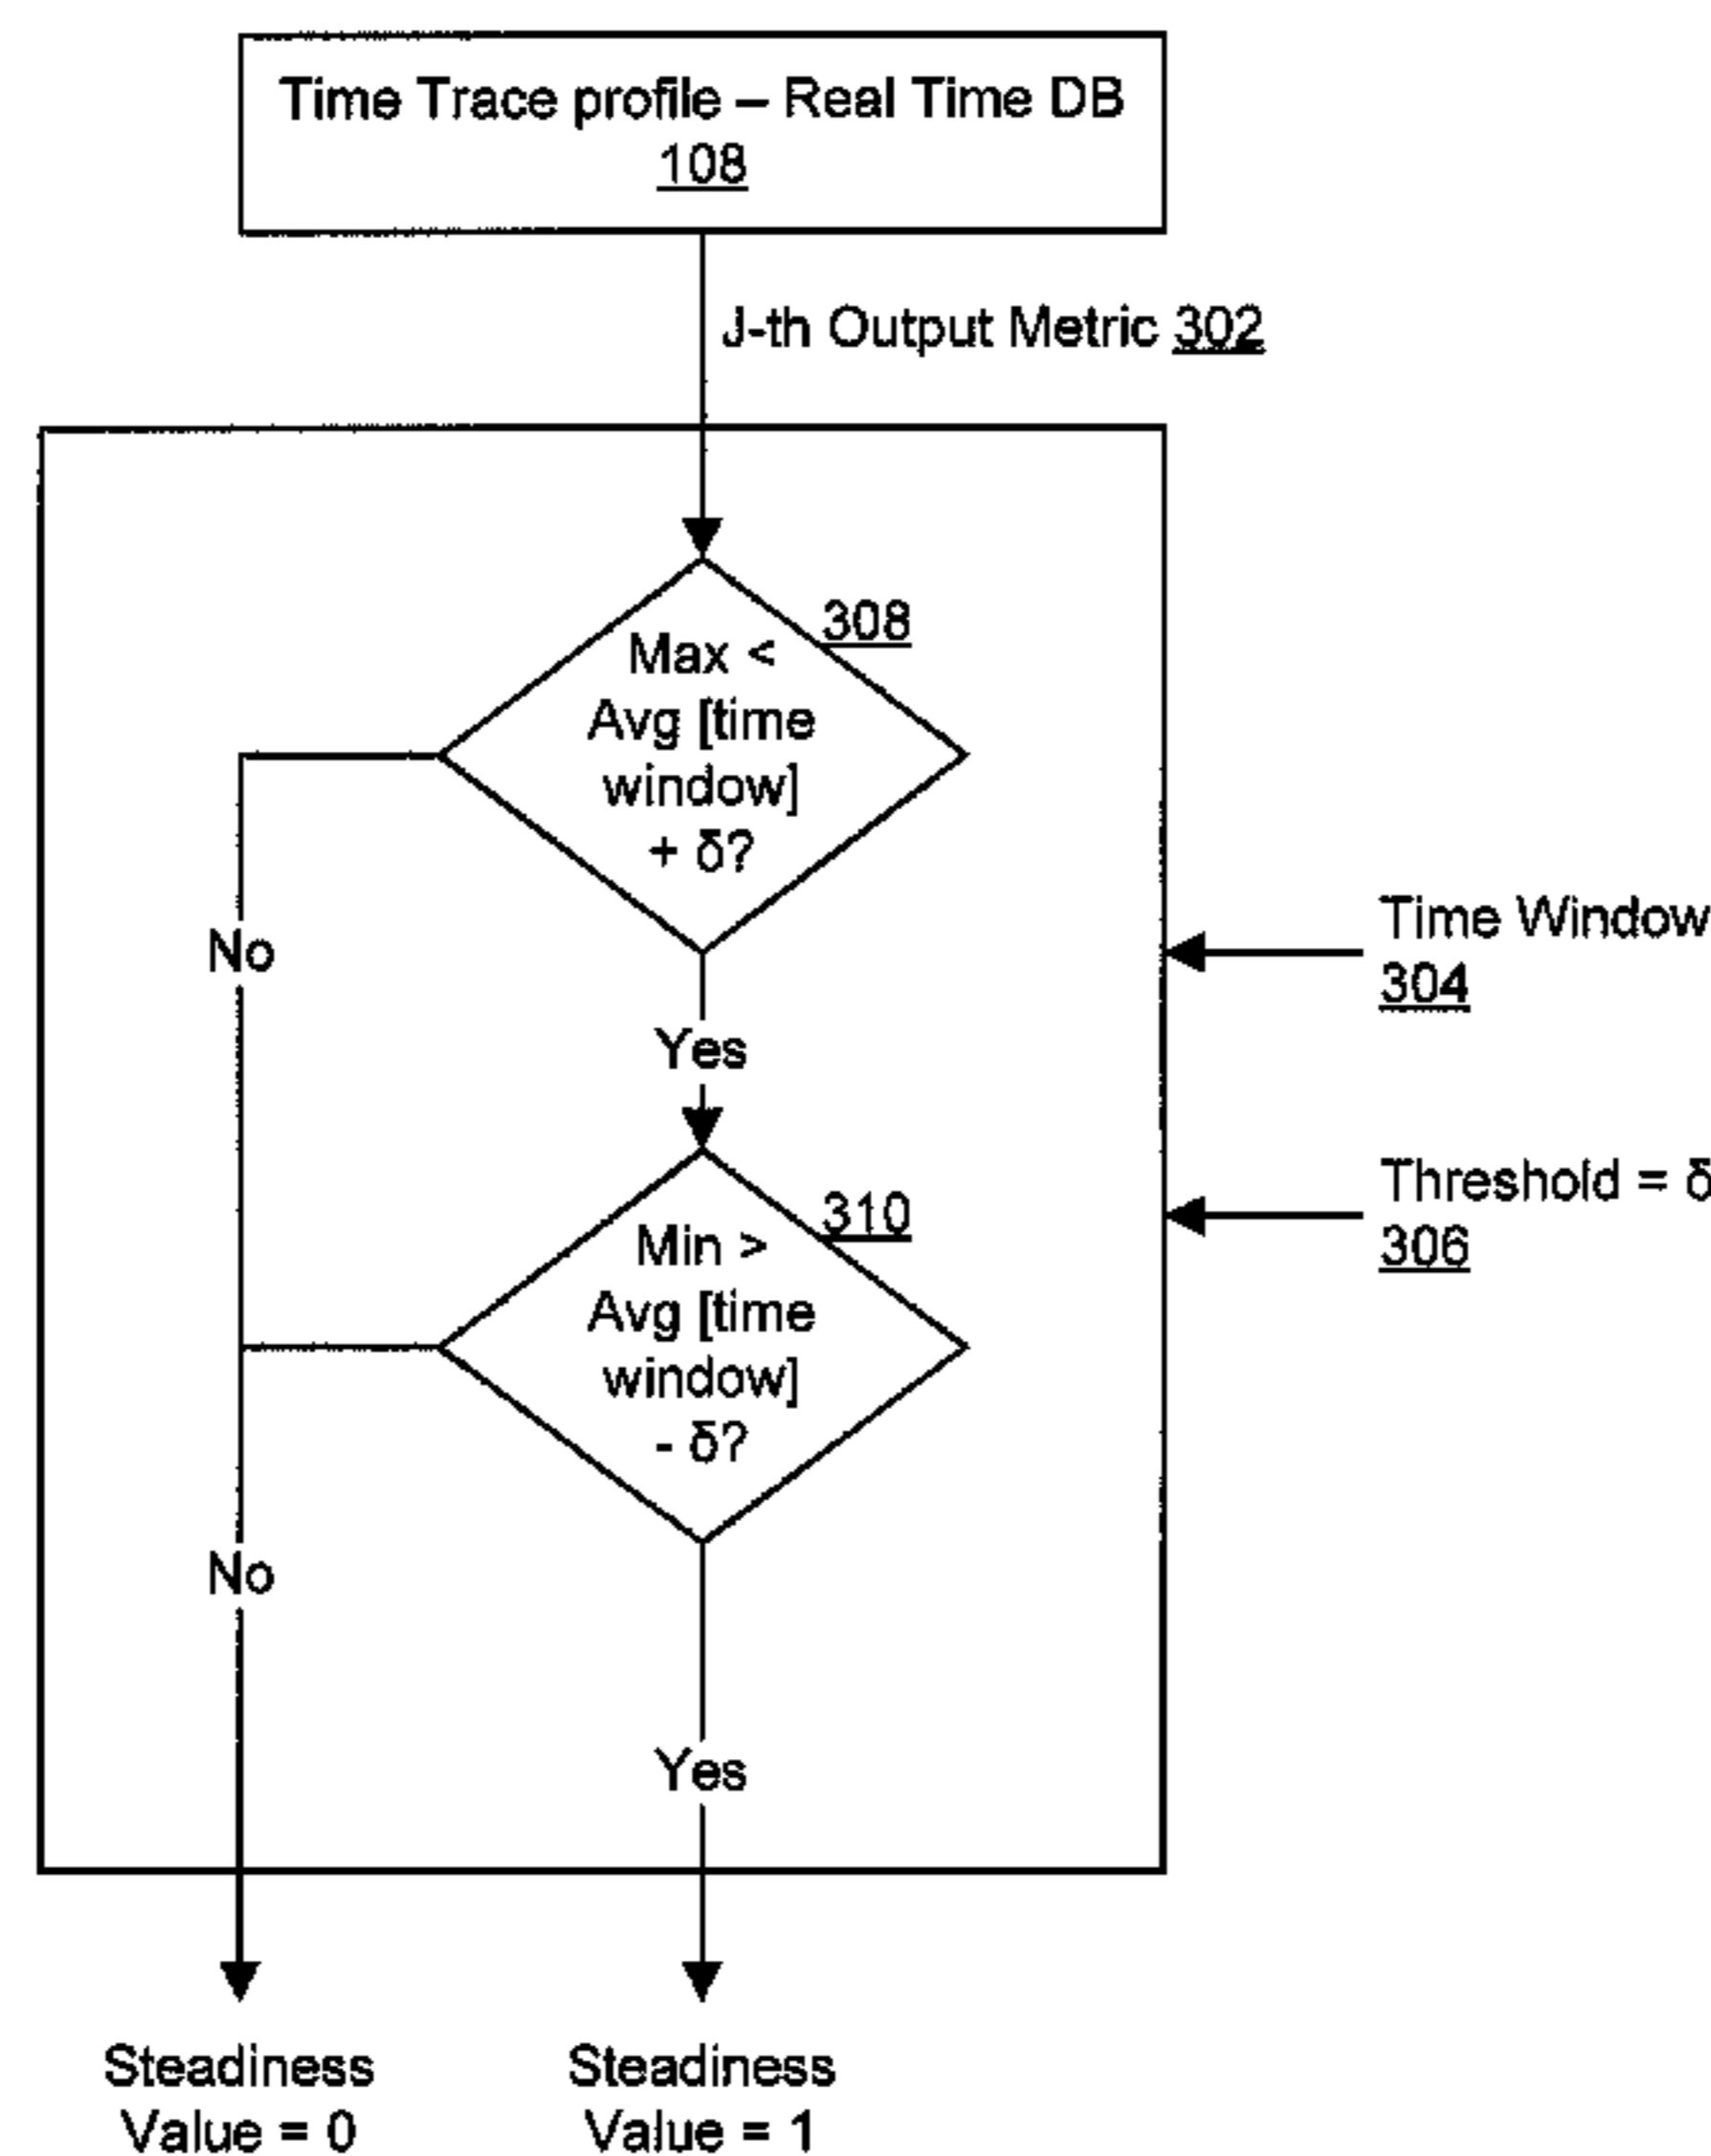 Time Trace profile – Real Time DB
108
J-th Output Metric 302
308
Max <
Avg [time
window]
+ δ?
No
Time Window
304
Yes
Threshold = δ
306
310
Min >
Avg [time
window]
- δ?
No
Yes
Steadiness
Value = 0
Steadiness
Value = 1